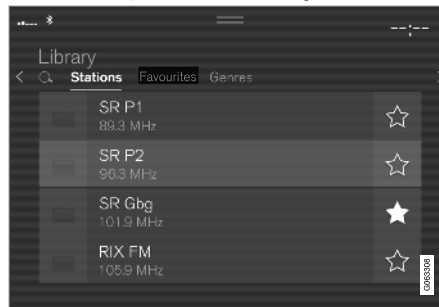 --:--
Library
Stations Favourites Genres
SR P1
89.3 MHz
SR P2
96.3 MHz
SR Gbg
101.9 MHz
RIX FM
105.9 MHz
G063308